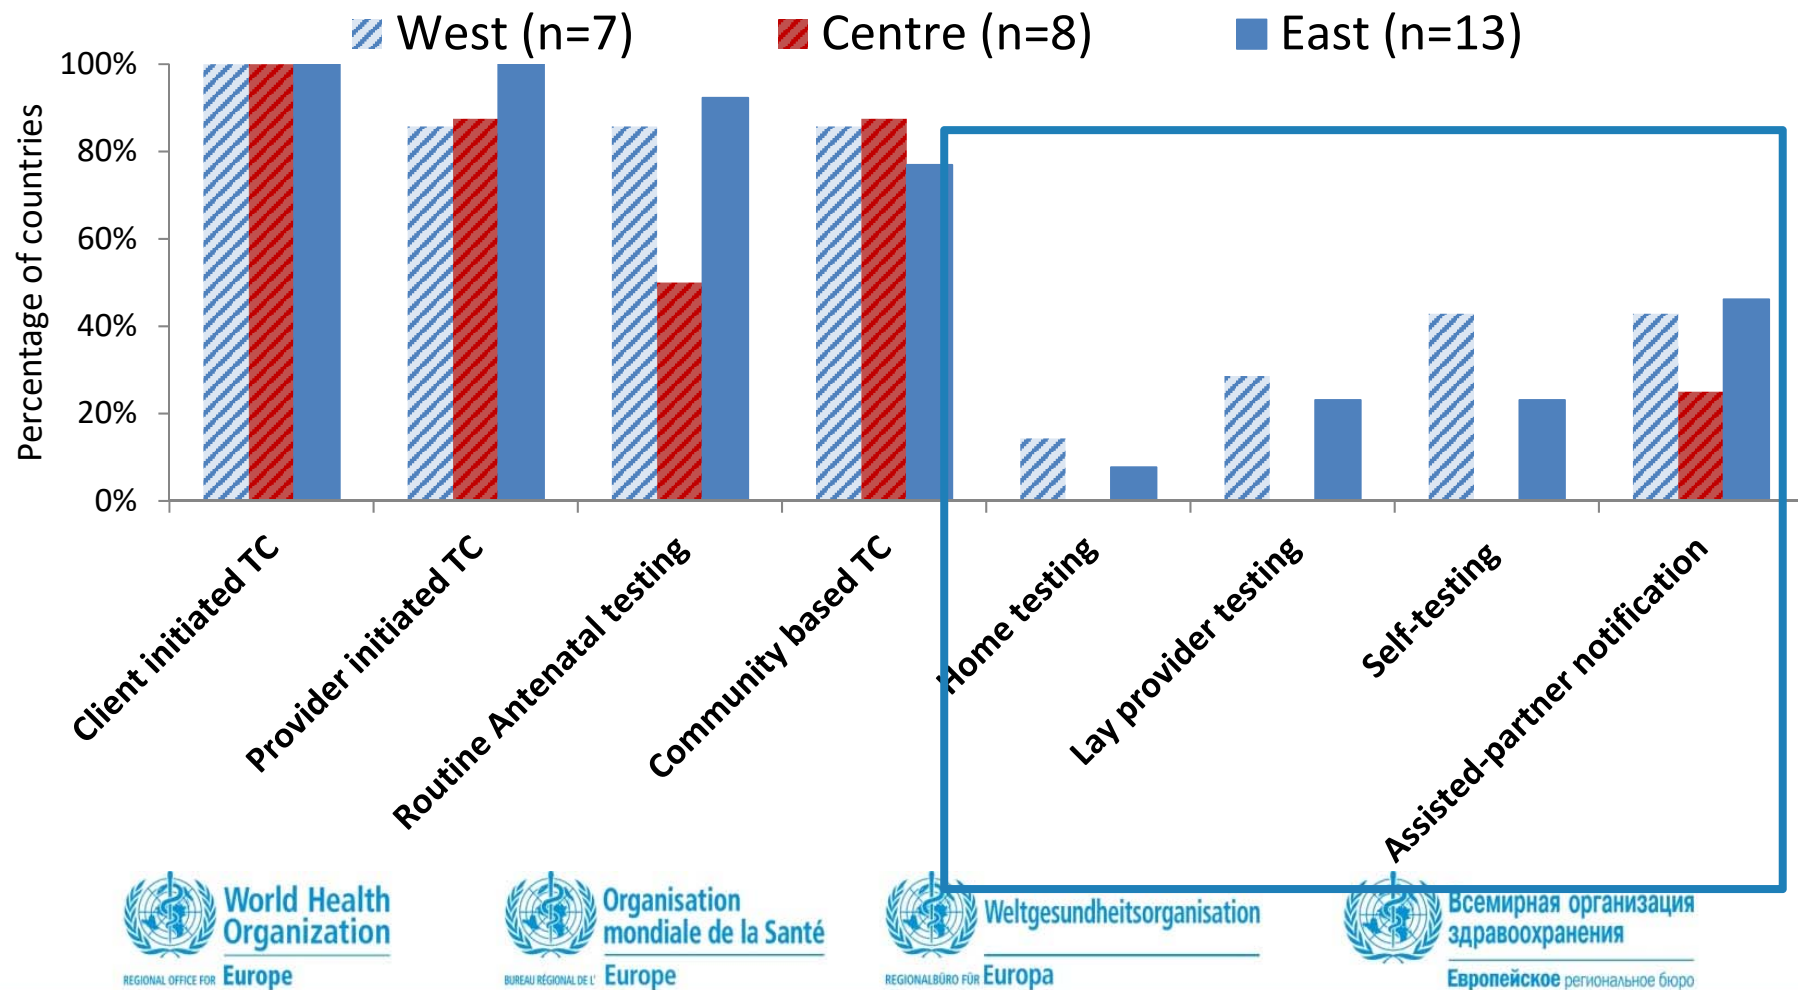 West (n=7) Centre (n=8) East (n=13)
Percentage of countries
100%
80%
60%
40%
20%
0%
Client initiated TC
Provider initiated TC
Routine Antenatal testing
Community based TC
Home testing
Lay provider testing
Self-testing
Assisted-partner notification
World Health
Organization
REGIONAL OFFICE FOR Europe
Organisation
mondiale de la Santé
BUREAU RÉGIONAL DE L' Europe
Weltgesundheitsorganisation
REGIONALBÜRO FÜR Europa
Всемирная организация
здравоохранения
Европейское региональное бюро